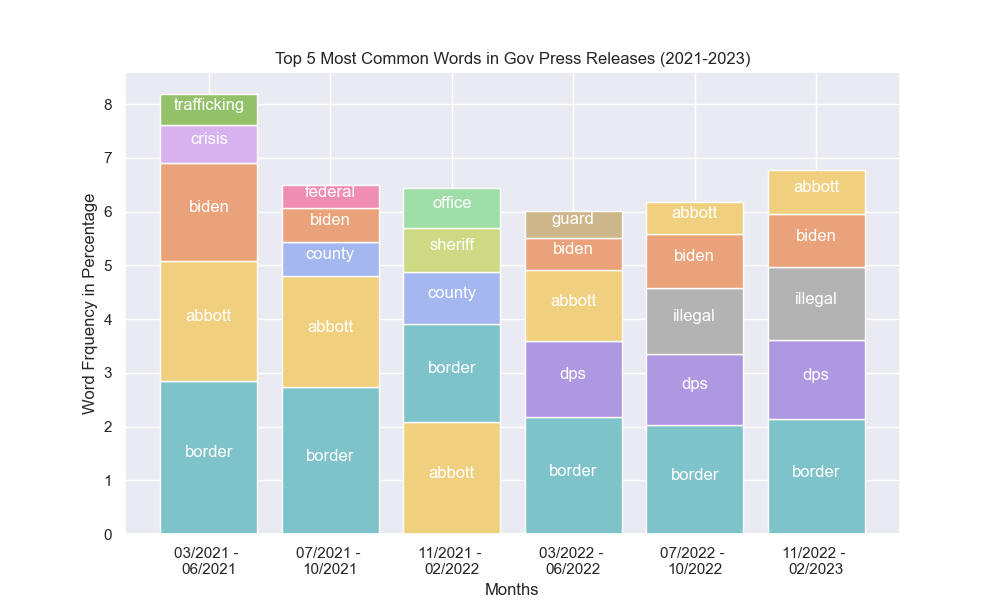 Top 5 Most Common Words in Gov Press Releases (2021-2023)
Word Frquency in Percentage
8
7
6
5
4
3
2
1
0
trafficking
crisis
biden
abbott
border
federal
biden
county
abbott
border
office
sheriff
county
border
abbott
guard
biden
abbott
dps
border
abbott
biden
illegal
dps
border
abbott
biden
illegal
dps
border
03/2021 -
06/2021
07/2021 -
10/2021
11/2021 -
02/2022
03/2022 -
06/2022
07/2022 -
10/2022
11/2022 -
02/2023
Months